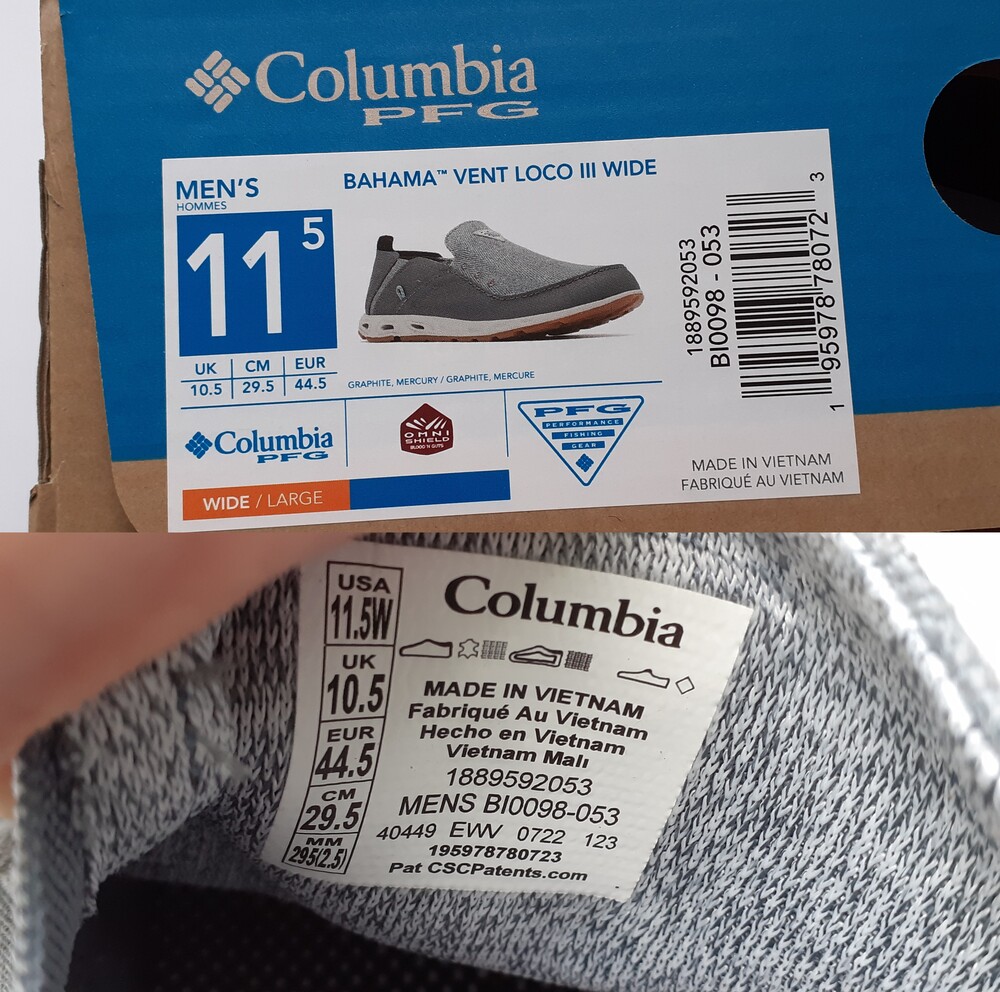 Columbia
PFG
MEN'S
HOMMES
11 5
UK CM EUR
10.5 29.5 44.5
BAHAMA™ VENT LOCO III WIDE
GRAPHITE, MERCURY / GRAPHITE, MERCURE
1889592053
BI0098 - 053
1 95978 78072 3
Columbia
PFG
OMNI
SHIELD
BLOOD 'N GUTS
PFG
PERFORMANCE
FISHING
GEAR
WIDE / LARGE
MADE IN VIETNAM
FABRIQUÉ AU VIETNAM
USA
11.5W
UK
10.5
EUR
44.5
CM
29.5
MM
295(2.5)
Columbia
MADE IN VIETNAM
Fabriqué Au Vietnam
Hecho en Vietnam
Vietnam Malı
1889592053
MENS BI0098-053
40449 EWV 0722 123
195978780723
Pat CSCPatents.com